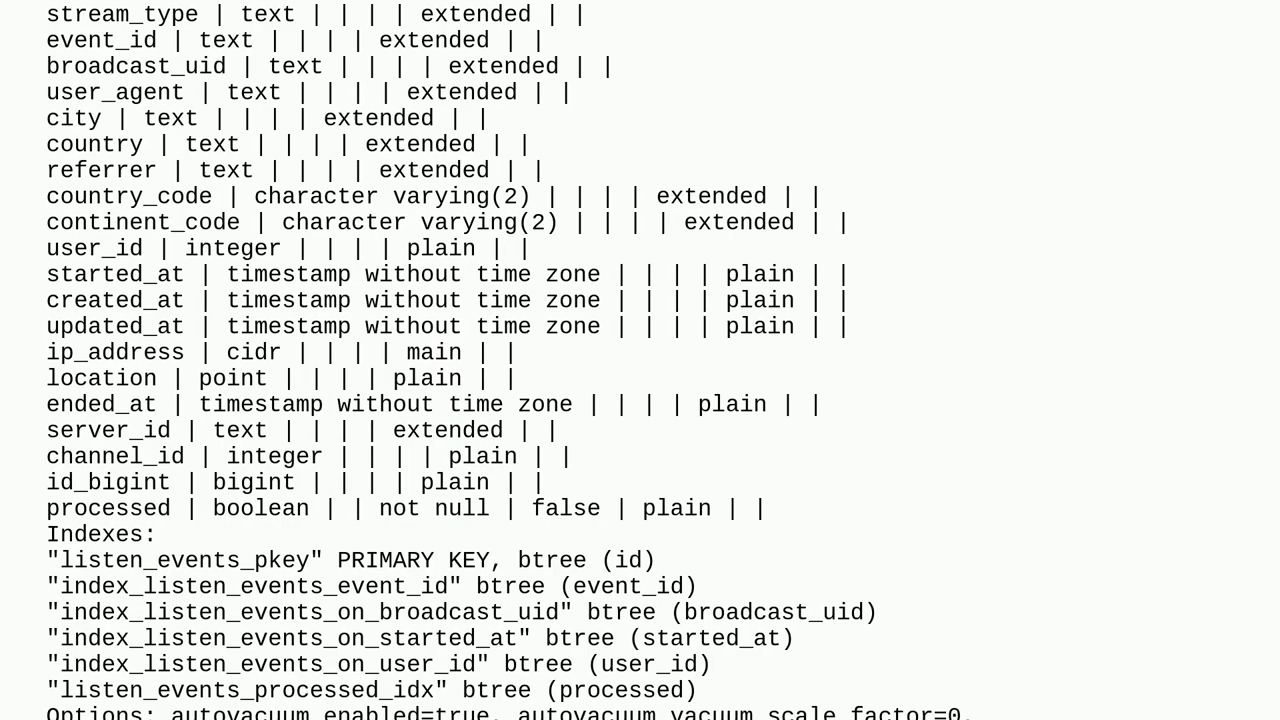 stream_type | text | | | | extended | |
event_id | text | | | | extended | |
broadcast_uid | text | | | | extended | |
user_agent | text | | | | extended | |
city | text | | | | extended | |
country | text | | | | extended | |
referrer | text | | | | extended | |
country_code | character varying(2) | | | | extended | |
continent_code | character varying(2) | | | | extended | |
user_id | integer | | | | plain | |
started_at | timestamp without time zone | | | | plain | |
created_at | timestamp without time zone | | | | plain | |
updated_at | timestamp without time zone | | | | plain | |
ip_address | cidr | | | | main | |
location | point | | | | plain | |
ended_at | timestamp without time zone | | | | plain | |
server_id | text | | | | extended | |
channel_id | integer | | | | plain | |
id_bigint | bigint | | | | plain | |
processed | boolean | | not null | false | plain | |
Indexes:
"listen_events_pkey" PRIMARY KEY, btree (id)
"index_listen_events_event_id" btree (event_id)
"index_listen_events_on_broadcast_uid" btree (broadcast_uid)
"index_listen_events_on_started_at" btree (started_at)
"index_listen_events_on_user_id" btree (user_id)
"listen_events_processed_idx" btree (processed)
Options: autovacuum_enabled=true, autovacuum_vacuum_scale_factor=0,